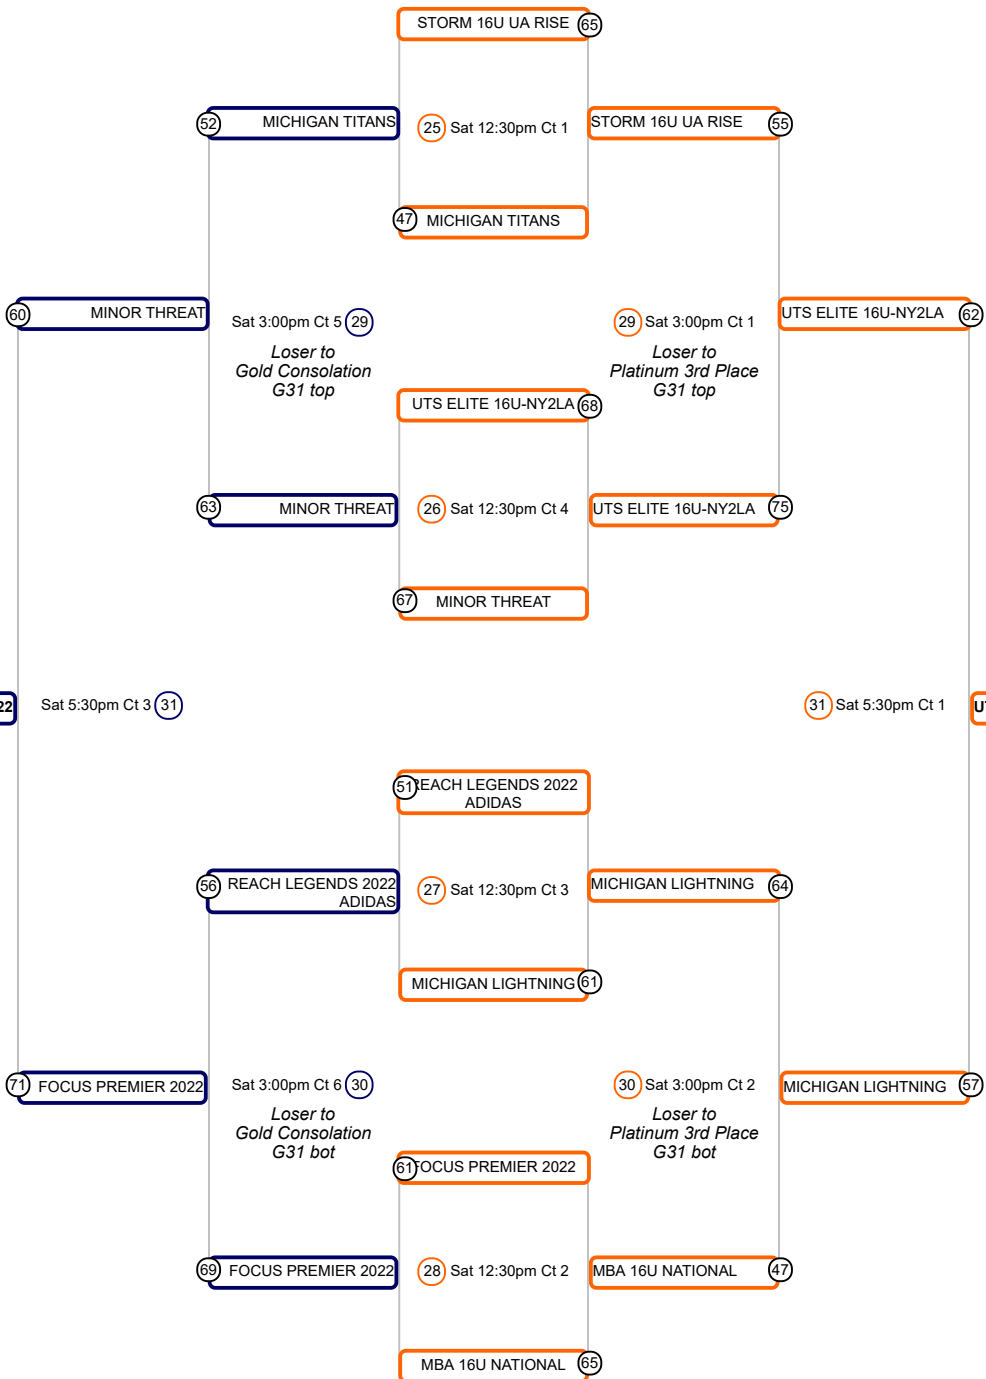 STORM 16U UA RISE 65
52 MICHIGAN TITANS
25 Sat 12:30pm Ct 1
STORM 16U UA RISE 55
47 MICHIGAN TITANS
60 MINOR THREAT
Sat 3:00pm Ct 5 29
Loser to
Gold Consolation
G31 top
29 Sat 3:00pm Ct 1
Loser to
Platinum 3rd Place
G31 top
UTS ELITE 16U-NY2LA 62
UTS ELITE 16U-NY2LA 68
63 MINOR THREAT
26 Sat 12:30pm Ct 4
UTS ELITE 16U-NY2LA 75
67 MINOR THREAT
22
Sat 5:30pm Ct 3 31
31 Sat 5:30pm Ct 1
51 REACH LEGENDS 2022
ADIDAS
56 REACH LEGENDS 2022
ADIDAS
27 Sat 12:30pm Ct 3
MICHIGAN LIGHTNING 64
MICHIGAN LIGHTNING 61
71 FOCUS PREMIER 2022
Sat 3:00pm Ct 6 30
Loser to
Gold Consolation
G31 bot
30 Sat 3:00pm Ct 2
Loser to
Platinum 3rd Place
G31 bot
MICHIGAN LIGHTNING 57
61 FOCUS PREMIER 2022
69 FOCUS PREMIER 2022
28 Sat 12:30pm Ct 2
MBA 16U NATIONAL 47
MBA 16U NATIONAL 65